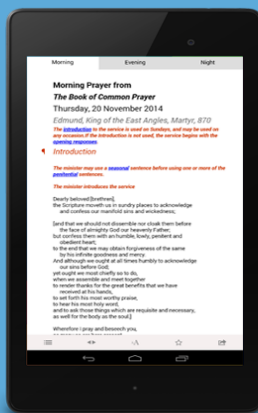 Morning Evening Night
Morning Prayer from
The Book of Common Prayer
Thursday, 20 November 2014
Edmund, King of the East Angles, Martyr, 870
The Introduction to the service is used on Sundays, and may be used on
any occasion. If the Introduction is not used, the service begins with the
opening responses.
¶ Introduction
The minister may use a seasonal sentence before using one or more of the
penitential sentences.
The minister introduces the service
Dearly beloved [brethren],
the Scripture moveth us in sundry places to acknowledge
and confess our manifold sins and wickedness;
[and that we should not dissemble nor cloak them before
the face of almighty God our heavenly Father;
but confess them with an humble, lowly, penitent and
obedient heart;
to the end that we may obtain forgiveness of the same
by his infinite goodness and mercy.
And although we ought at all times humbly to acknowledge
our sins before God;
yet ought we most chiefly so to do,
when we assemble and meet together
to render thanks for the great benefits that we have
received at his hands,
to set forth his most worthy praise,
to hear his most holy word,
and to ask those things which are requisite and necessary,
as well for the body as the soul.]
Wherefore I pray and beseech you,